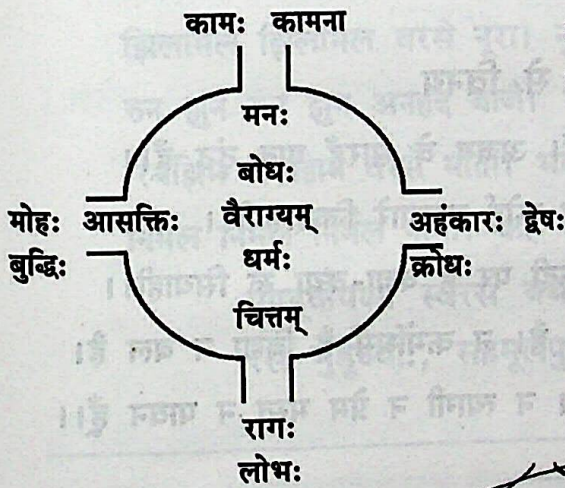 कामः कामना
मनः
बोधः
मोहः आसक्तिः वैराग्यम् अहंकारः द्वेषः
बुद्धिः धर्मः क्रोधः
चित्तम्
रागः
लोभः